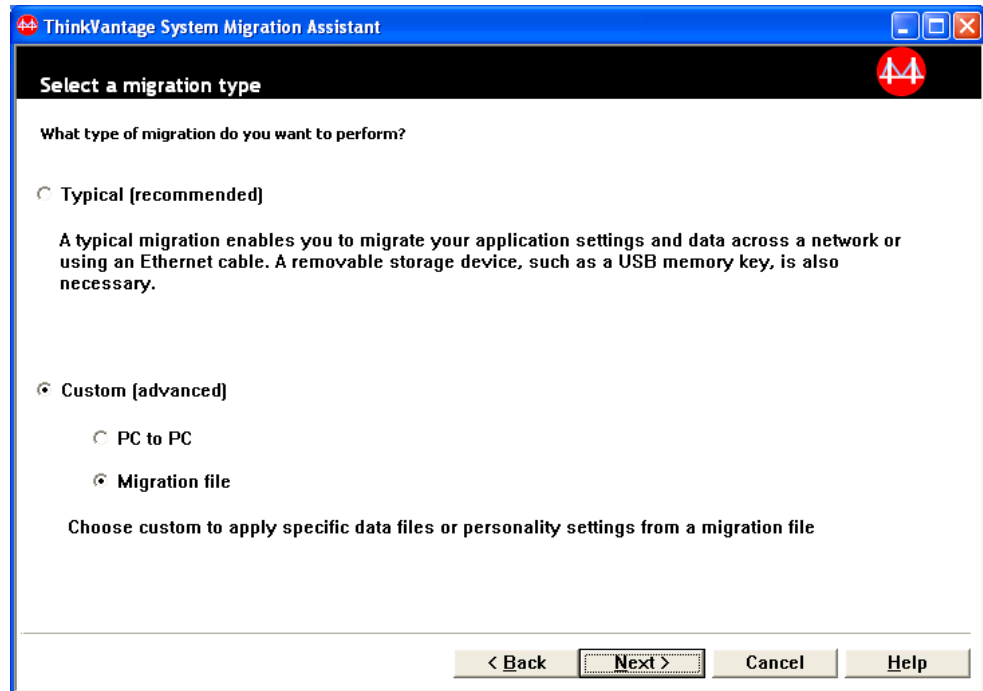 ThinkVantage System Migration Assistant
Select a migration type
What type of migration do you want to perform?
Typical (recommended)
A typical migration enables you to migrate your application settings and data across a network or
using an Ethernet cable. A removable storage device, such as a USB memory key, is also
necessary.
Custom (advanced)
PC to PC
Migration file
Choose custom to apply specific data files or personality settings from a migration file
< Back Next > Cancel Help